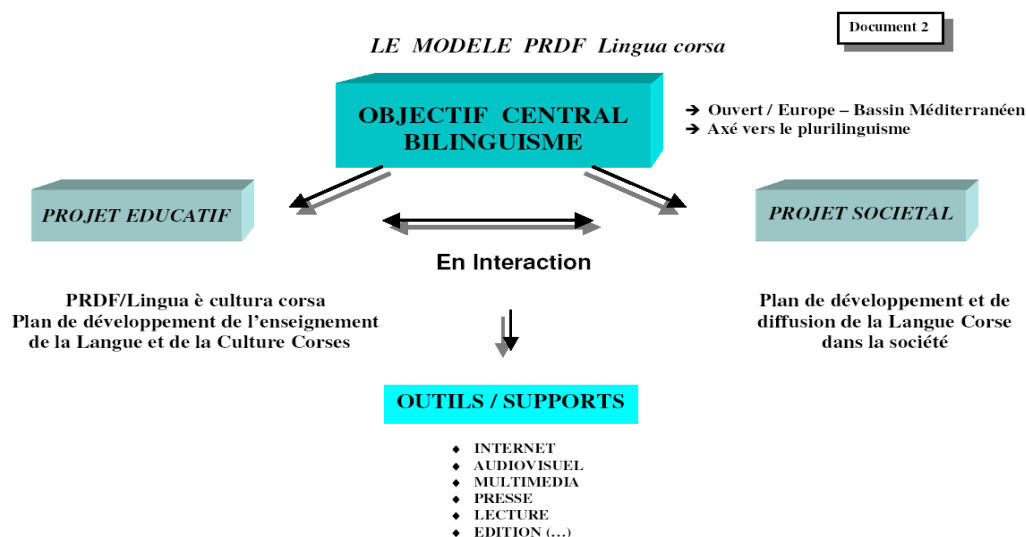 Document 2
LE MODELE PRDF Lingua corsa
OBJECTIF CENTRAL
BILINGUISME
➔ Ouvert / Europe – Bassin Méditerranéen
➔ Axé vers le plurilinguisme
PROJET EDUCATIF
PROJET SOCIETAL
En Interaction
PRDF/Lingua è cultura corsa
Plan de développement de l'enseignement
de la Langue et de la Culture Corses
Plan de développement et de
diffusion de la Langue Corse
dans la société
OUTILS / SUPPORTS
◆ INTERNET
◆ AUDIOVISUEL
◆ MULTIMEDIA
◆ PRESSE
◆ LECTURE
◆ EDITION (…)